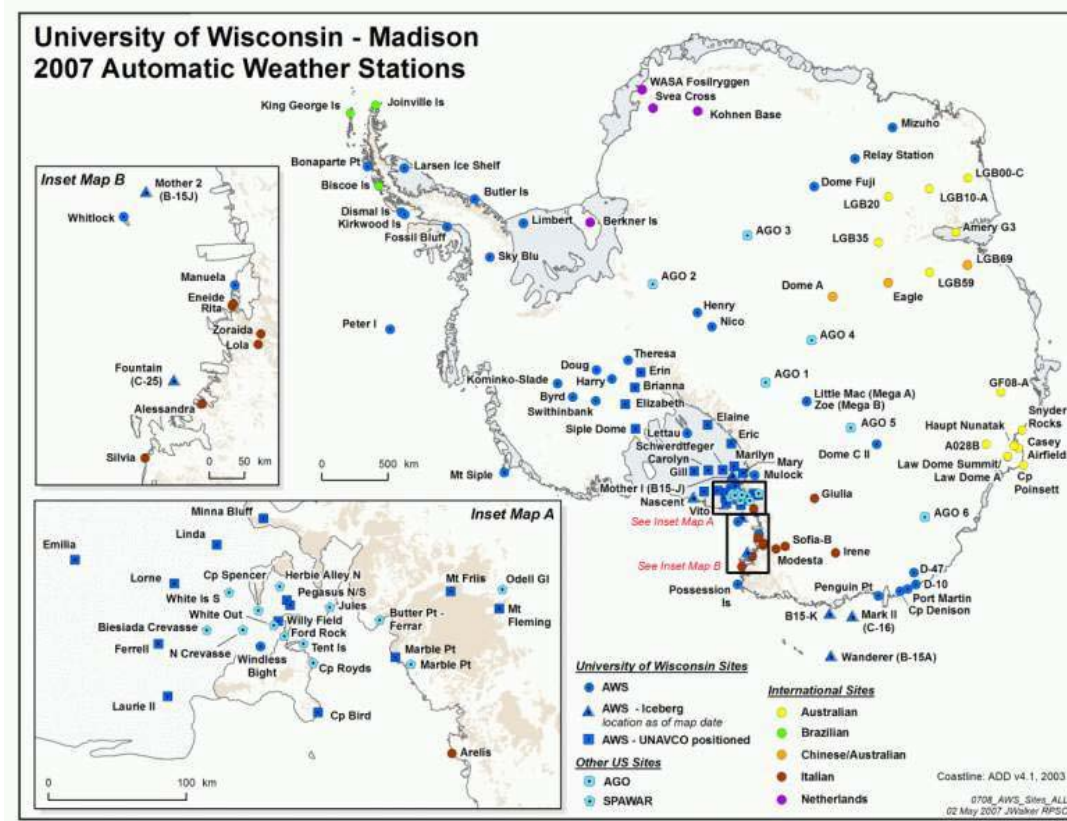 University of Wisconsin - Madison
2007 Automatic Weather Stations
King George Is
Joinville Is
Bonaparte Pt
Larsen Ice Shelf
Biscoe Is
Butler Is
Dismal Is
Kirkwood Is
Limbert
Berkner Is
Fossil Bluff
Sky Blu
Peter I
WASA Fosilryggen
Svea Cross
Kohnen Base
Mizuho
Relay Station
Dome Fuji
LGB00-C
LGB10-A
LGB20
AGO 3
LGB35
Amery G3
LGB69
LGB59
AGO 2
Dome A
Eagle
Henry
Nico
AGO 4
Theresa
Doug
Erin
Harry
Kominko-Slade
Brianna
Byrd
Elizabeth
Swithinbank
AGO 1
Little Mac (Mega A)
Zoe (Mega B)
GF08-A
Snyder
Rocks
Siple Dome
Elaine
Lettau
Eric
AGO 5
Haupt Nunatak
A028B
Casey
Airfield
Schwerdtfeger
Marilyn
Carolyn
Mary
Dome C II
Law Dome Summit/
Law Dome A
Cp
Poinsett
Mt Siple
Gill
Mulock
Mother I (B15-J)
Nascent
Vito
Giulia
AGO 6
See Inset Map A
Sofia-B
Modesta
Irene
See Inset Map B
Possession
Is
Penguin Pt
D-47
D-10
Port Martin
Cp Denison
B15-K
Mark II
(C-16)
Wanderer (B-15A)
0
500
km
Inset Map B
Mother 2
(B-15J)
Whitlock
Manuela
Eneide
Rita
Zoraida
Lola
Fountain
(C-25)
Alessandra
Silvia
0
50
km
Inset Map A
Minna Bluff
Emilia
Linda
Lorne
Cp Spencer
Herbie Alley N
Mt Friis
Odell Gl
White Is S
Pegasus N/S
Jules
White Out
Willy Field
Butter Pt -
Ferrar
Mt
Fleming
Biesiada Crevasse
Ford Rock
Ferrell
N Crevasse
Tent Is
Windless
Bight
Marble Pt
Marble Pt
Cp Royds
Laurie II
Cp Bird
Arelis
0
100
km
University of Wisconsin Sites
AWS
AWS - Iceberg
location as of map date
AWS - UNAVCO positioned
Other US Sites
AGO
SPAWAR
International Sites
Australian
Brazilian
Chinese/Australian
Italian
Netherlands
Coastline: ADD v4.1, 2003
0708_AWS_Sites_ALL
02 May 2007 JWalker RPSC